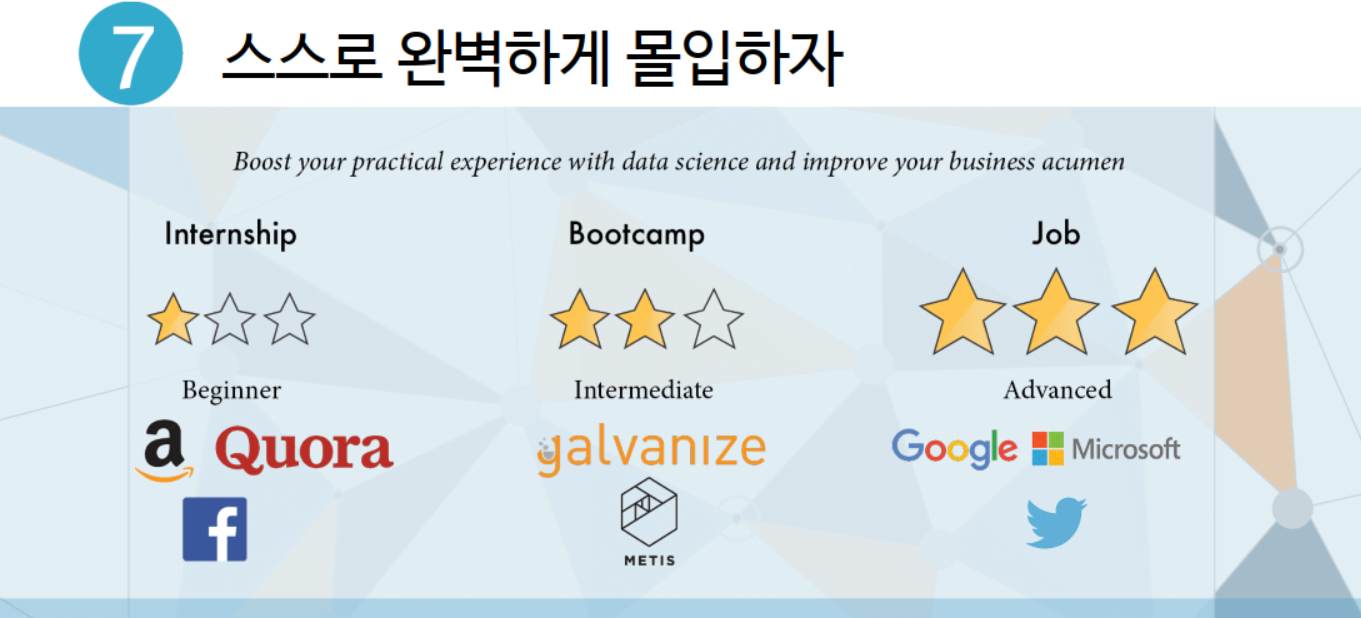 7 스스로 완벽하게 몰입하자
Boost your practical experience with data science and improve your business acumen
Internship Bootcamp Job
Beginner Intermediate Advanced
a Quora galvanize Google Microsoft
f METIS